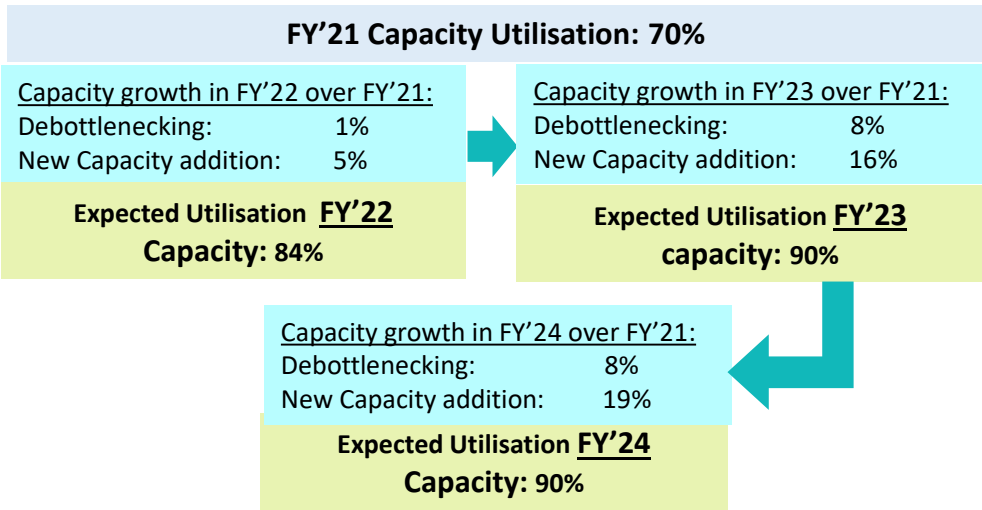 FY’21 Capacity Utilisation: 70%
Capacity growth in FY’22 over FY’21:
Debottlenecking: 1%
New Capacity addition: 5%
Expected Utilisation FY’22
Capacity: 84%
Capacity growth in FY’23 over FY’21:
Debottlenecking: 8%
New Capacity addition: 16%
Expected Utilisation FY’23
capacity: 90%
Capacity growth in FY’24 over FY’21:
Debottlenecking: 8%
New Capacity addition: 19%
Expected Utilisation FY’24
Capacity: 90%